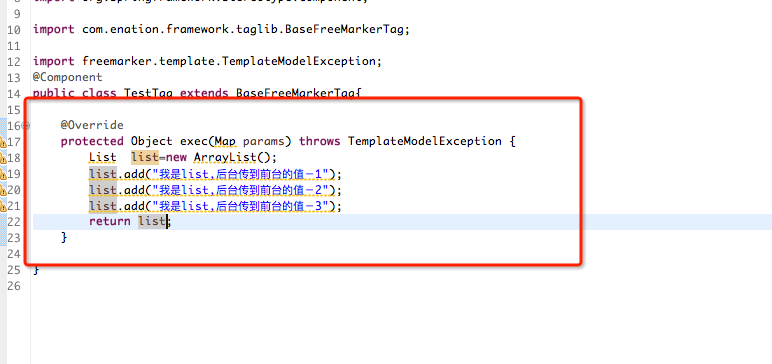 import org.springframework.stereotype.Component;
10 import com.enation.framework.taglib.BaseFreeMarkerTag;
11
12 import freemarker.template.TemplateModelException;
13 @Component
14 public class TestTag extends BaseFreeMarkerTag{
15
16 @Override
17 protected Object exec(Map params) throws TemplateModelException {
18 List list=new ArrayList();
19 list.add("我是list,后台传到前台的值－1");
20 list.add("我是list,后台传到前台的值－2");
21 list.add("我是list,后台传到前台的值－3");
22 return list;
23 }
24
25 }
26